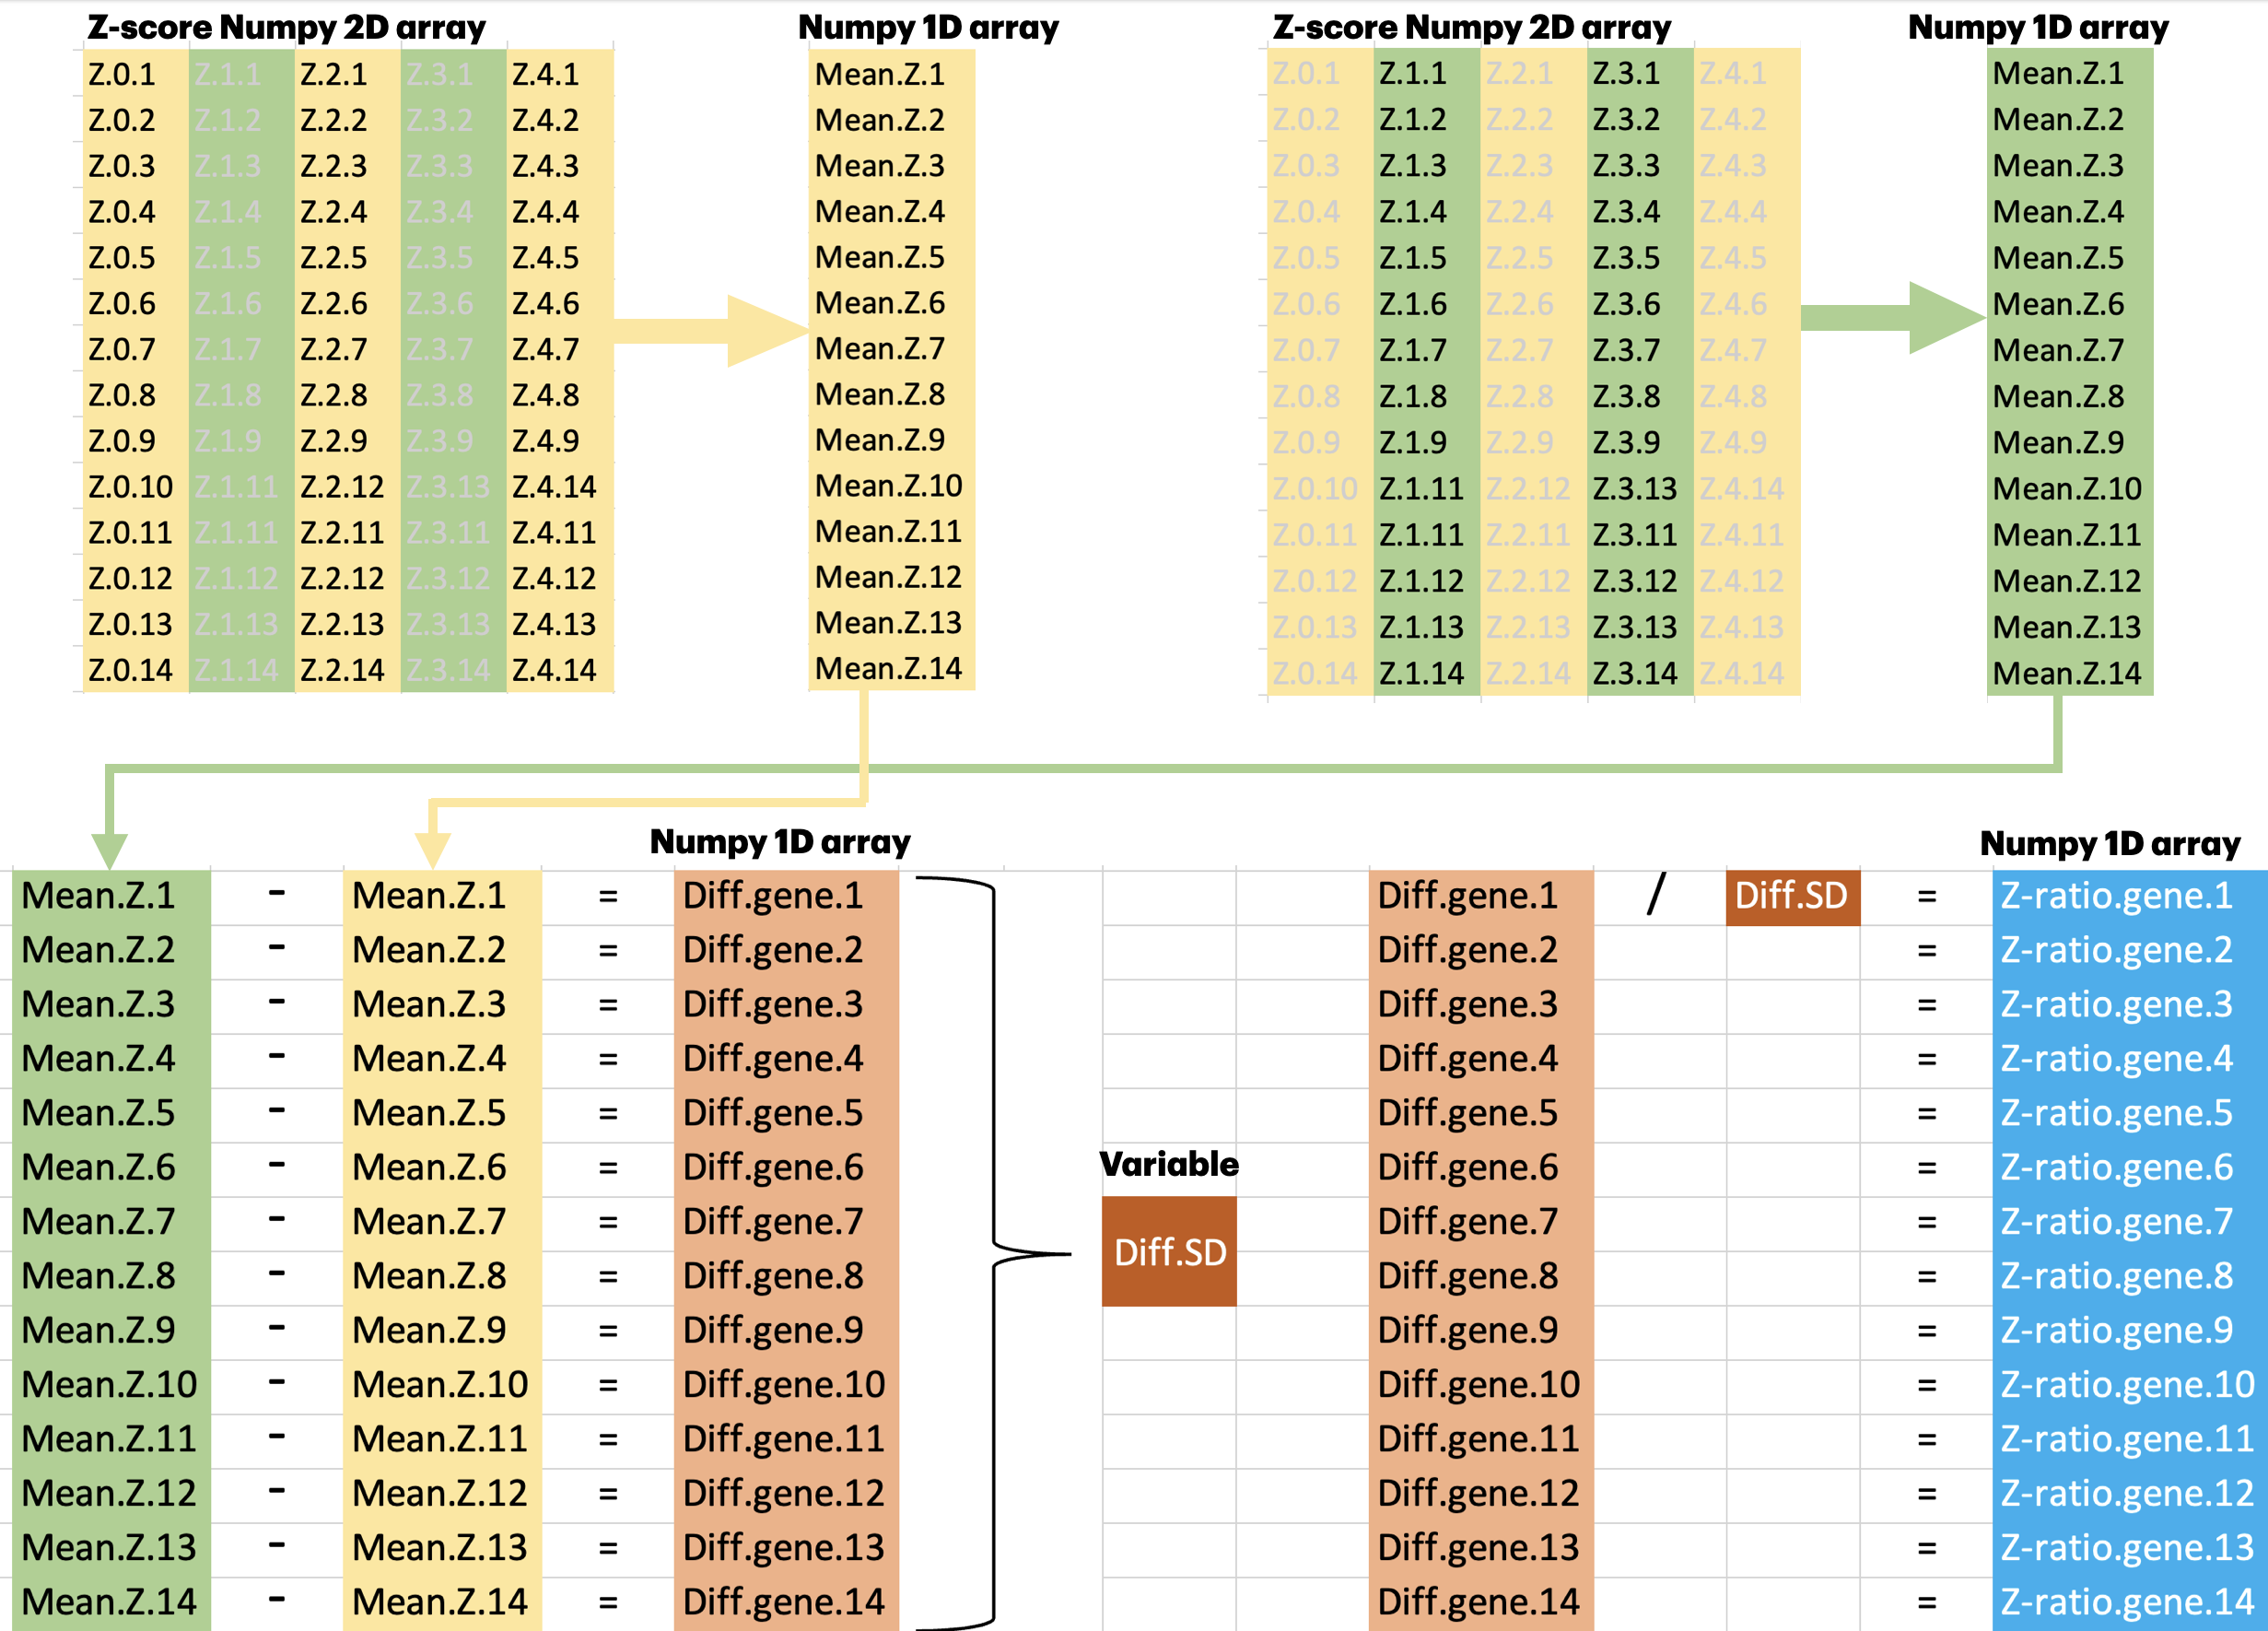 Z-score Numpy 2D array Numpy 1D array Z-score Numpy 2D array Numpy 1D array
Z.0.1 Z.1.1 Z.2.1 Z.3.1 Z.4.1 Mean.Z.1 Z.0.1 Z.1.1 Z.2.1 Z.3.1 Z.4.1 Mean.Z.1
Z.0.2 Z.1.2 Z.2.2 Z.3.2 Z.4.2 Mean.Z.2 Z.0.2 Z.1.2 Z.2.2 Z.3.2 Z.4.2 Mean.Z.2
Z.0.3 Z.1.3 Z.2.3 Z.3.3 Z.4.3 Mean.Z.3 Z.0.3 Z.1.3 Z.2.3 Z.3.3 Z.4.3 Mean.Z.3
Z.0.4 Z.1.4 Z.2.4 Z.3.4 Z.4.4 Mean.Z.4 Z.0.4 Z.1.4 Z.2.4 Z.3.4 Z.4.4 Mean.Z.4
Z.0.5 Z.1.5 Z.2.5 Z.3.5 Z.4.5 Mean.Z.5 Z.0.5 Z.1.5 Z.2.5 Z.3.5 Z.4.5 Mean.Z.5
Z.0.6 Z.1.6 Z.2.6 Z.3.6 Z.4.6 Mean.Z.6 Z.0.6 Z.1.6 Z.2.6 Z.3.6 Z.4.6 Mean.Z.6
Z.0.7 Z.1.7 Z.2.7 Z.3.7 Z.4.7 Mean.Z.7 Z.0.7 Z.1.7 Z.2.7 Z.3.7 Z.4.7 Mean.Z.7
Z.0.8 Z.1.8 Z.2.8 Z.3.8 Z.4.8 Mean.Z.8 Z.0.8 Z.1.8 Z.2.8 Z.3.8 Z.4.8 Mean.Z.8
Z.0.9 Z.1.9 Z.2.9 Z.3.9 Z.4.9 Mean.Z.9 Z.0.9 Z.1.9 Z.2.9 Z.3.9 Z.4.9 Mean.Z.9
Z.0.10 Z.1.11 Z.2.12 Z.3.13 Z.4.14 Mean.Z.10 Z.0.10 Z.1.11 Z.2.12 Z.3.13 Z.4.14 Mean.Z.10
Z.0.11 Z.1.11 Z.2.11 Z.3.11 Z.4.11 Mean.Z.11 Z.0.11 Z.1.11 Z.2.11 Z.3.11 Z.4.11 Mean.Z.11
Z.0.12 Z.1.12 Z.2.12 Z.3.12 Z.4.12 Mean.Z.12 Z.0.12 Z.1.12 Z.2.12 Z.3.12 Z.4.12 Mean.Z.12
Z.0.13 Z.1.13 Z.2.13 Z.3.13 Z.4.13 Mean.Z.13 Z.0.13 Z.1.13 Z.2.13 Z.3.13 Z.4.13 Mean.Z.13
Z.0.14 Z.1.14 Z.2.14 Z.3.14 Z.4.14 Mean.Z.14 Z.0.14 Z.1.14 Z.2.14 Z.3.14 Z.4.14 Mean.Z.14
Numpy 1D array Numpy 1D array
Mean.Z.1 - Mean.Z.1 = Diff.gene.1 Diff.gene.1 / Diff.SD = Z-ratio.gene.1
Mean.Z.2 - Mean.Z.2 = Diff.gene.2 Diff.gene.2 = Z-ratio.gene.2
Mean.Z.3 - Mean.Z.3 = Diff.gene.3 Diff.gene.3 = Z-ratio.gene.3
Mean.Z.4 - Mean.Z.4 = Diff.gene.4 Diff.gene.4 = Z-ratio.gene.4
Mean.Z.5 - Mean.Z.5 = Diff.gene.5 Diff.gene.5 = Z-ratio.gene.5
Mean.Z.6 - Mean.Z.6 = Diff.gene.6 Variable Diff.gene.6 = Z-ratio.gene.6
Mean.Z.7 - Mean.Z.7 = Diff.gene.7 Diff.SD Diff.gene.7 = Z-ratio.gene.7
Mean.Z.8 - Mean.Z.8 = Diff.gene.8 Diff.gene.8 = Z-ratio.gene.8
Mean.Z.9 - Mean.Z.9 = Diff.gene.9 Diff.gene.9 = Z-ratio.gene.9
Mean.Z.10 - Mean.Z.10 = Diff.gene.10 Diff.gene.10 = Z-ratio.gene.10
Mean.Z.11 - Mean.Z.11 = Diff.gene.11 Diff.gene.11 = Z-ratio.gene.11
Mean.Z.12 - Mean.Z.12 = Diff.gene.12 Diff.gene.12 = Z-ratio.gene.12
Mean.Z.13 - Mean.Z.13 = Diff.gene.13 Diff.gene.13 = Z-ratio.gene.13
Mean.Z.14 - Mean.Z.14 = Diff.gene.14 Diff.gene.14 = Z-ratio.gene.14